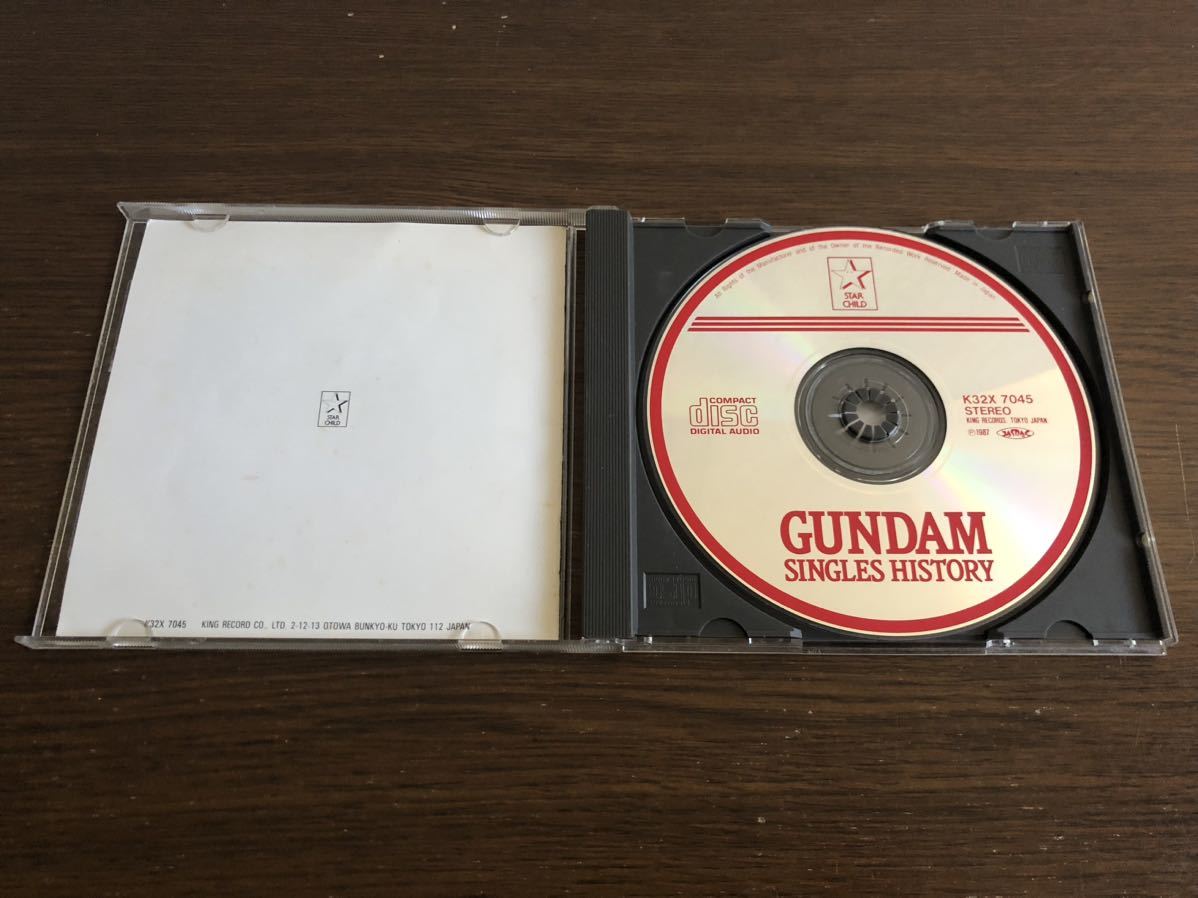 STAR
CHILD
K32X 7045 KING RECORD CO., LTD. 2-12-13 OTOWA BUNKYO-KU TOKYO 112 JAPAN
All Rights of the Manufacturer and of the Owner of the Recorded Work Reserved. Made in Japan
STAR
CHILD
COMPACT
disc
DIGITAL AUDIO
K32X 7045
STEREO
KING RECORDS. TOKYO JAPAN
℗1987 JASRAC
GUNDAM
SINGLES HISTORY